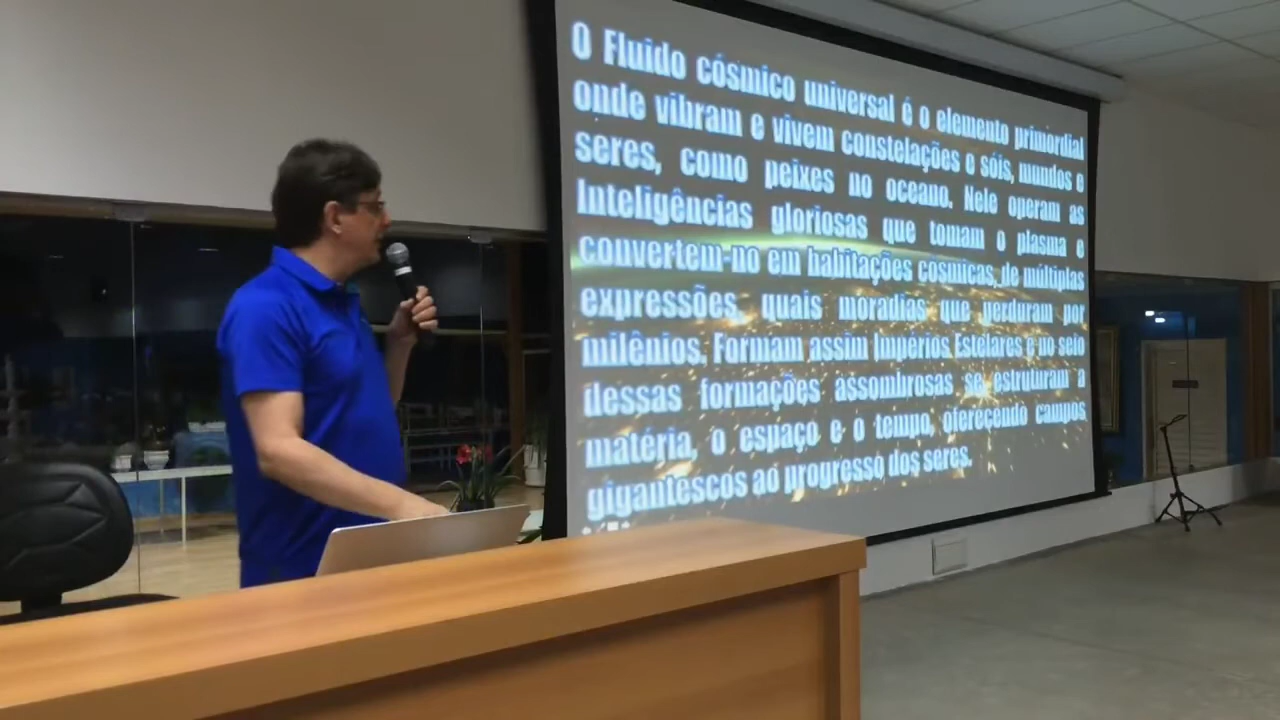 O Fluido cósmico universal é o elemento primordial
onde vibram e vivem constelações e sóis, mundos e
seres, como peixes no oceano. Nele operam as
Inteligências gloriosas que tomam o plasma e
convertem-no em habitações cósmicas, de múltiplas
expressões, quais moradias que perduram por
milênios. Formam assim Impérios Estelares e no seio
dessas formações assombrosas se estruturam a
matéria, o espaço e o tempo, oferecendo campos
gigantescos ao progresso dos seres.